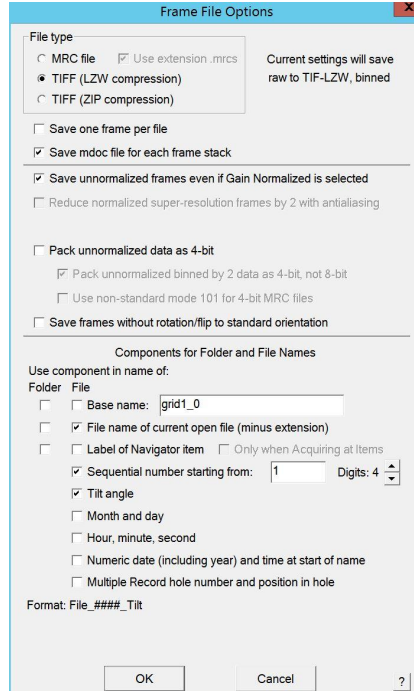 Frame File Options
X
File type
MRC file Use extension .mrcs
TIFF (LZW compression)
TIFF (ZIP compression)
Current settings will save
raw to TIF-LZW, binned
Save one frame per file
Save mdoc file for each frame stack
Save unnormalized frames even if Gain Normalized is selected
Reduce normalized super-resolution frames by 2 with antialiasing
Pack unnormalized data as 4-bit
Pack unnormalized binned by 2 data as 4-bit, not 8-bit
Use non-standard mode 101 for 4-bit MRC files
Save frames without rotation/flip to standard orientation
Components for Folder and File Names
Use component in name of:
Folder File
Base name: grid1_0
File name of current open file (minus extension)
Label of Navigator item Only when Acquiring at Items
Sequential number starting from: 1 Digits: 4
Tilt angle
Month and day
Hour, minute, second
Numeric date (including year) and time at start of name
Multiple Record hole number and position in hole
Format: File_####_Tilt
OK Cancel ?